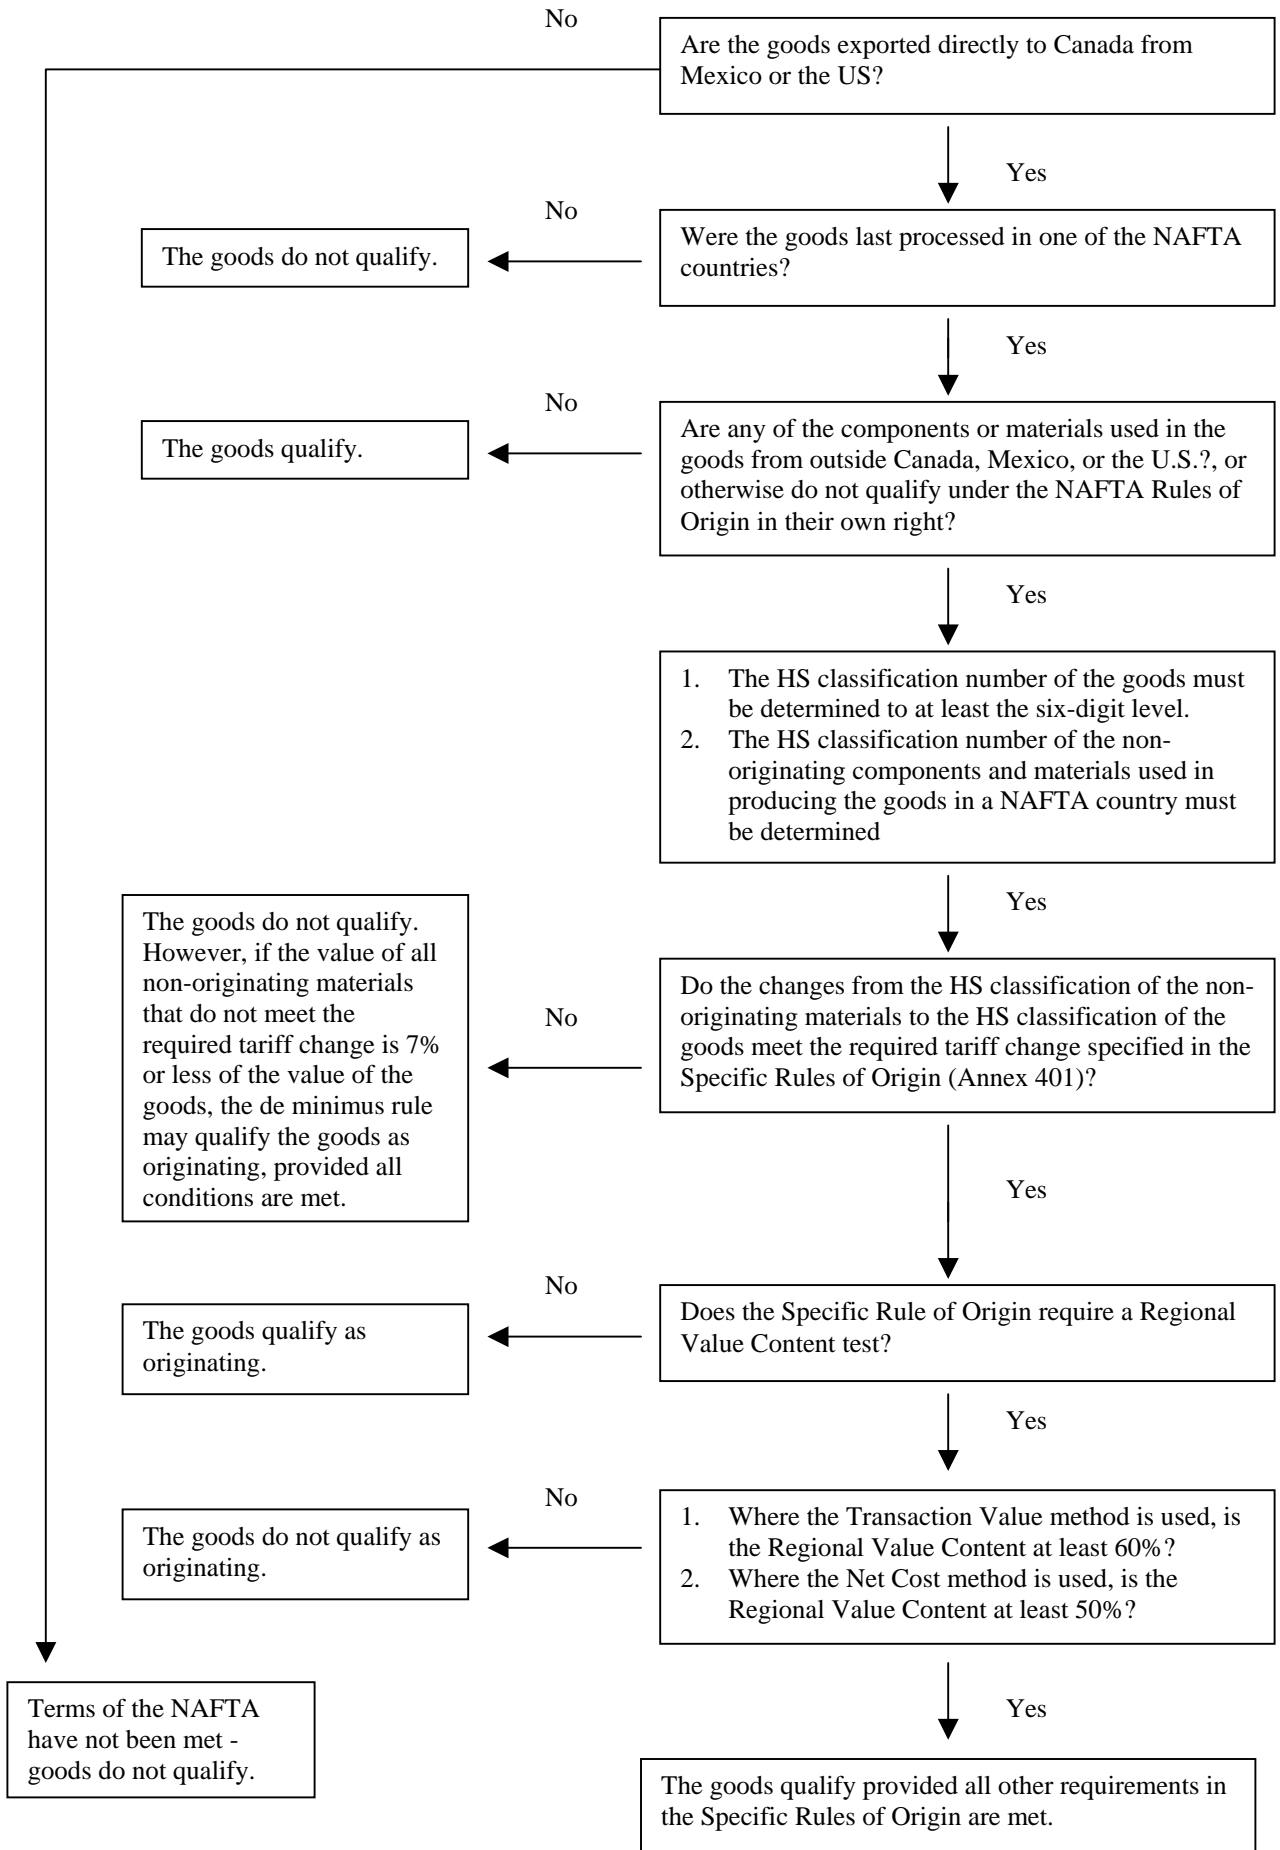 No
Are the goods exported directly to Canada from
Mexico or the US?
Yes
No
The goods do not qualify.
Were the goods last processed in one of the NAFTA
countries?
Yes
No
The goods qualify.
Are any of the components or materials used in the
goods from outside Canada, Mexico, or the U.S.?, or
otherwise do not qualify under the NAFTA Rules of
Origin in their own right?
Yes
1. The HS classification number of the goods must
be determined to at least the six-digit level.
2. The HS classification number of the non-
originating components and materials used in
producing the goods in a NAFTA country must
be determined
Yes
The goods do not qualify.
However, if the value of all
non-originating materials
that do not meet the
required tariff change is 7%
or less of the value of the
goods, the de minimus rule
may qualify the goods as
originating, provided all
conditions are met.
No
Do the changes from the HS classification of the non-
originating materials to the HS classification of the
goods meet the required tariff change specified in the
Specific Rules of Origin (Annex 401)?
Yes
No
The goods qualify as
originating.
Does the Specific Rule of Origin require a Regional
Value Content test?
Yes
No
The goods do not qualify as
originating.
1. Where the Transaction Value method is used, is
the Regional Value Content at least 60%?
2. Where the Net Cost method is used, is the
Regional Value Content at least 50%?
Yes
Terms of the NAFTA
have not been met -
goods do not qualify.
The goods qualify provided all other requirements in
the Specific Rules of Origin are met.